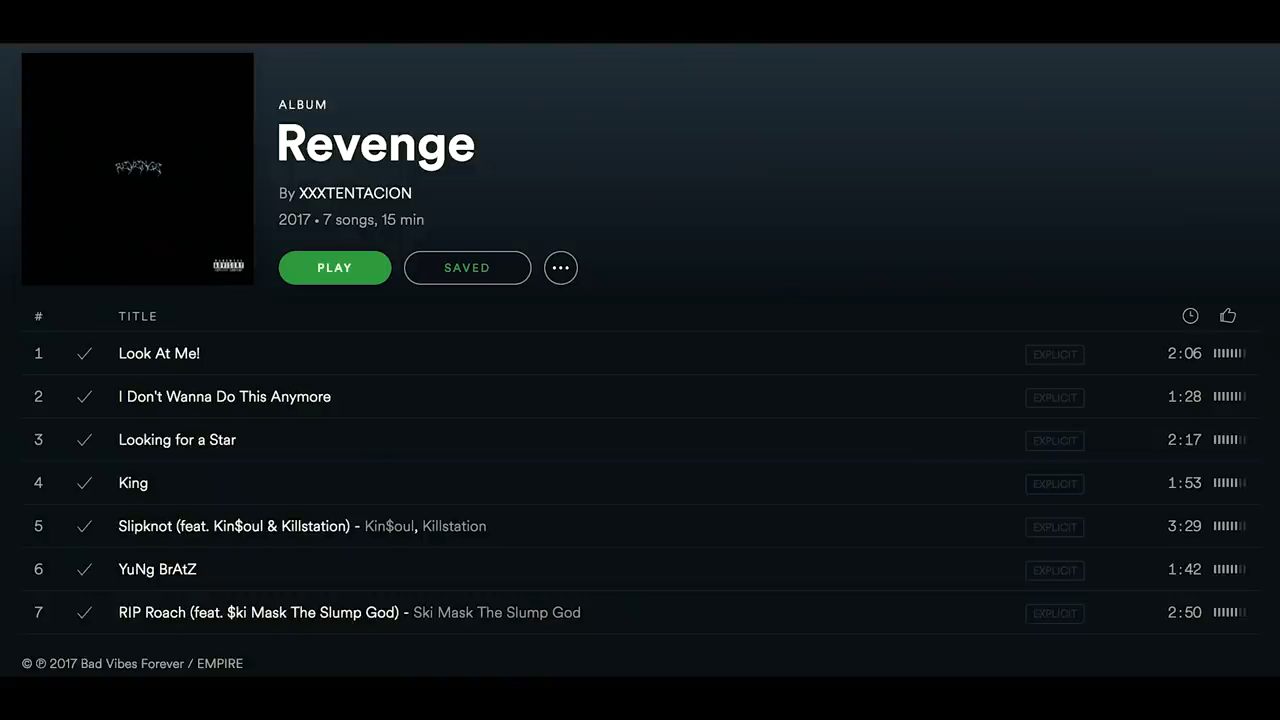 REVENGE
ALBUM
Revenge
By XXXTENTACION
2017 • 7 songs, 15 min
PLAY SAVED
# TITLE
1 Look At Me! EXPLICIT 2:06
2 I Don't Wanna Do This Anymore EXPLICIT 1:28
3 Looking for a Star EXPLICIT 2:17
4 King EXPLICIT 1:53
5 Slipknot (feat. Kin$oul & Killstation) - Kin$oul, Killstation EXPLICIT 3:29
6 YuNg BrAtZ EXPLICIT 1:42
7 RIP Roach (feat. $ki Mask The Slump God) - Ski Mask The Slump God EXPLICIT 2:50
© ℗ 2017 Bad Vibes Forever / EMPIRE